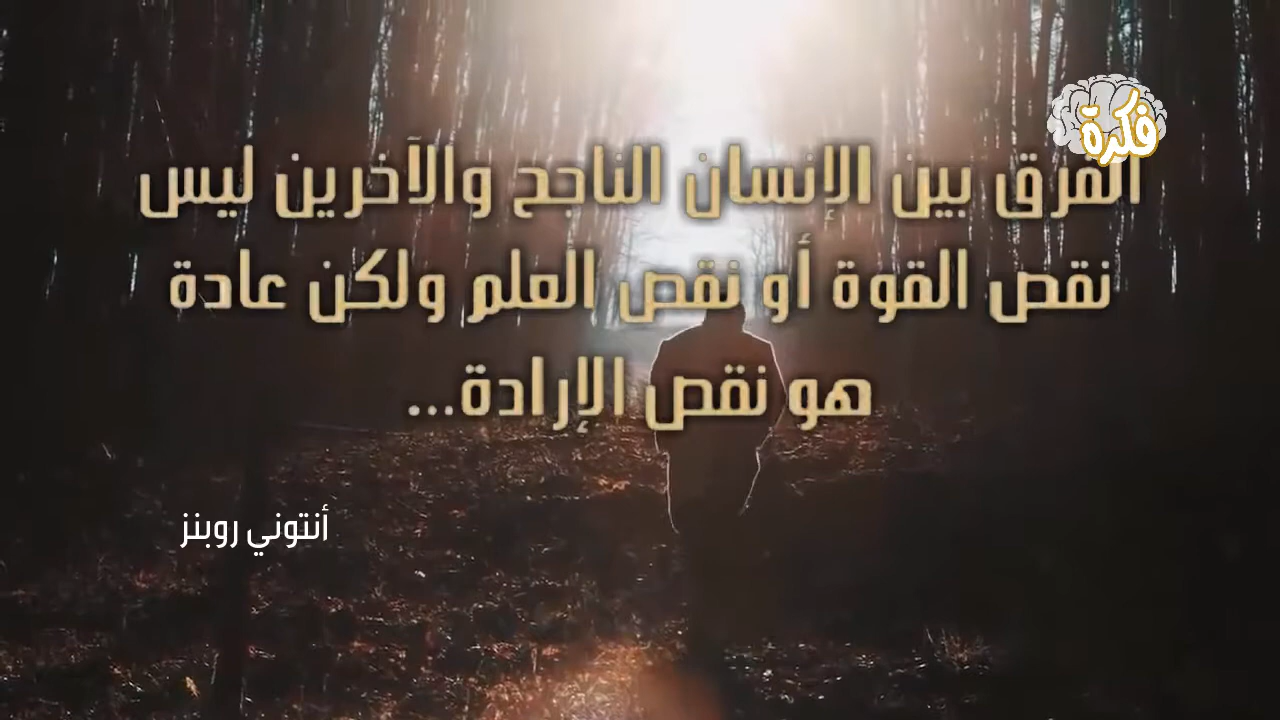 فكرة
الفرق بين الإنسان الناجح والآخرين ليس
نقص القوة أو نقص العلم ولكن عادة
هو نقص الإرادة...
أنتوني روبنز